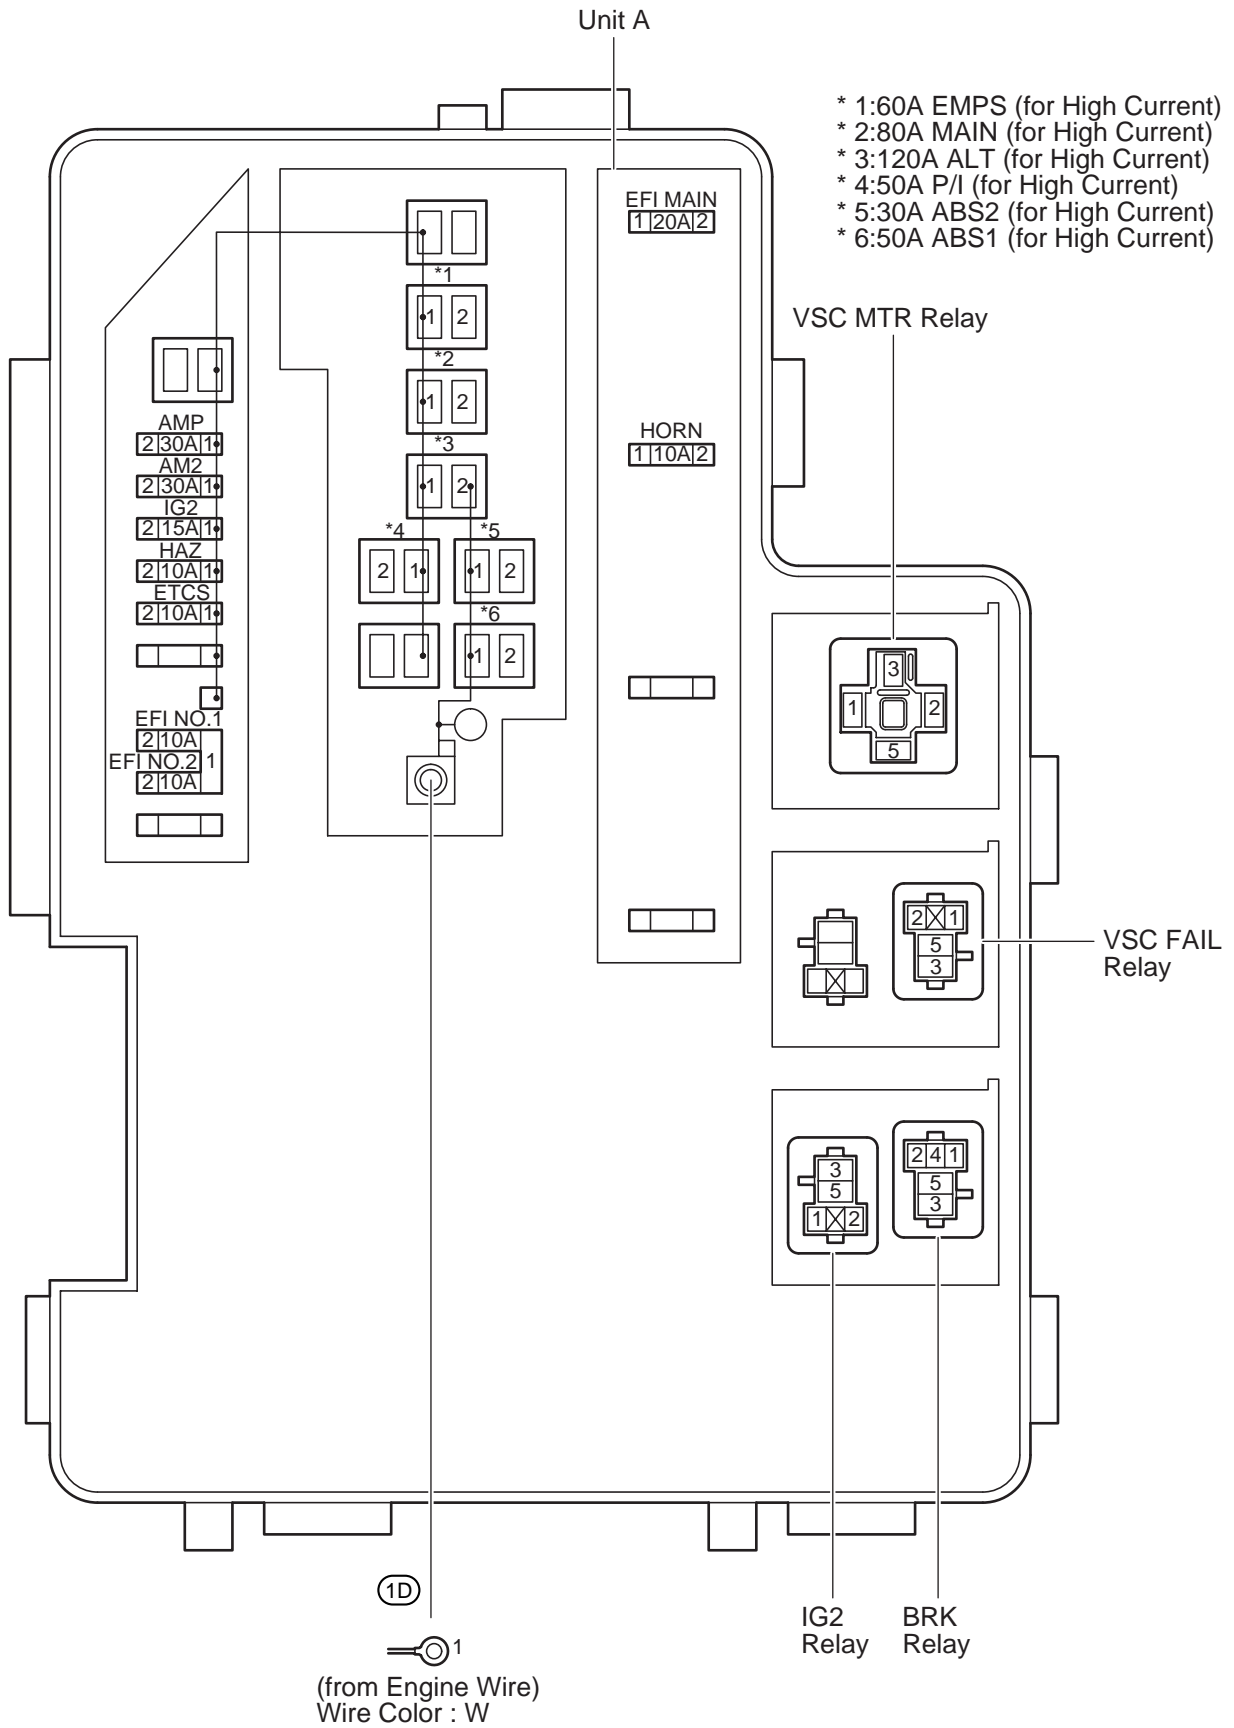 Unit A
* 1:60A EMPS (for High Current)
* 2:80A MAIN (for High Current)
* 3:120A ALT (for High Current)
* 4:50A P/I (for High Current)
* 5:30A ABS2 (for High Current)
* 6:50A ABS1 (for High Current)
EFI MAIN
1 20A 2
*1
1 2
VSC MTR Relay
*2
1 2
AMP
2 30A 1
HORN
1 10A 2
*3
1 2
AM2
2 30A 1
IG2
2 15A 1
*4
2 1
*5
1 2
HAZ
2 10A 1
ETCS
2 10A 1
*6
1 2
3
1 2
5
EFI NO.1
2 10A
EFI NO.2 1
2 10A
2 1
5
3
VSC FAIL
Relay
3
5
1 2
2 4 1
5
3
1D
IG2
Relay
BRK
Relay
1
(from Engine Wire)
Wire Color : W